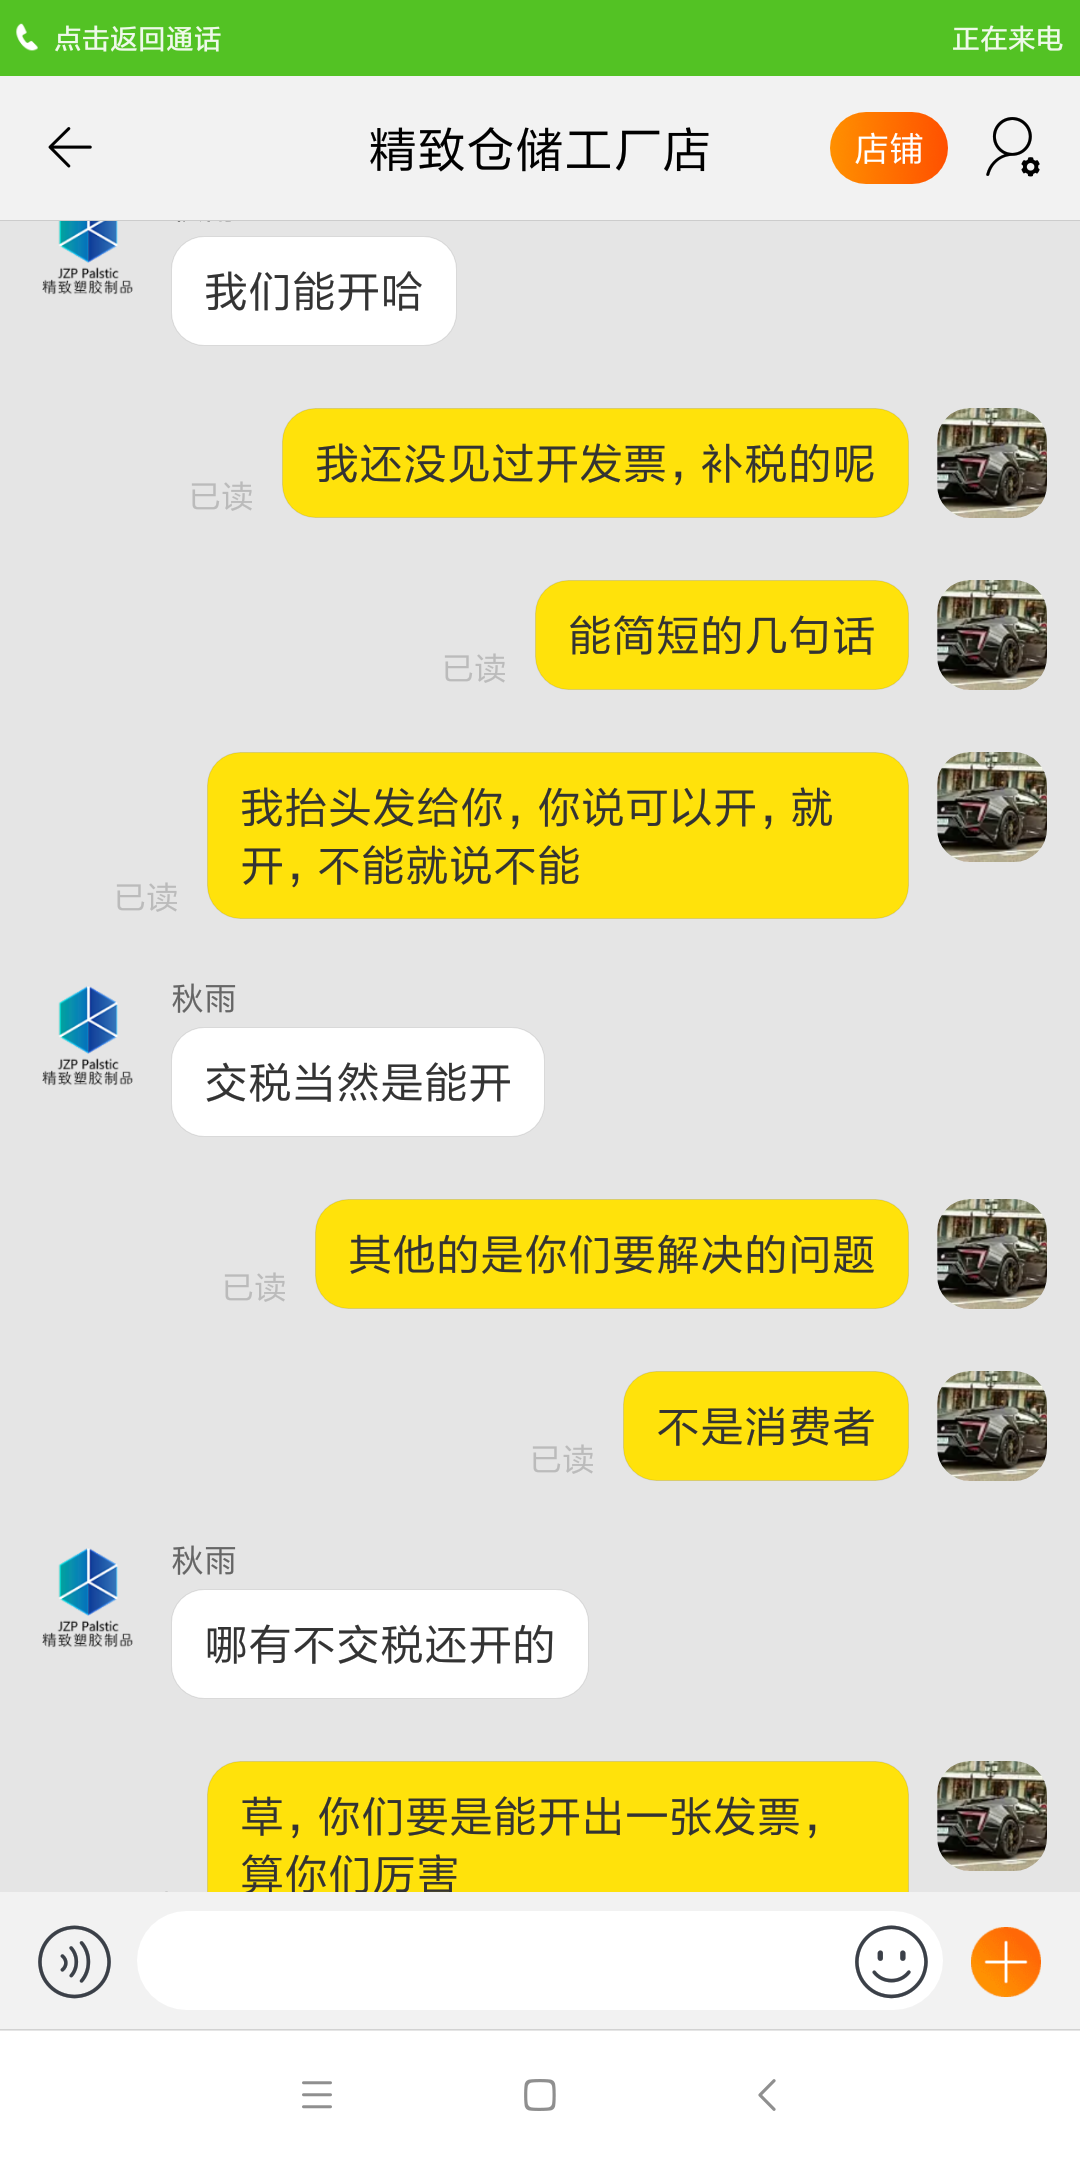 点击返回通话
正在来电
精致仓储工厂店
店铺
JZP Palstic
精致塑胶制品
我们能开哈
我还没见过开发票，补税的呢
已读
能简短的几句话
已读
我抬头发给你，你说可以开，就
开，不能就说不能
已读
秋雨
JZP Palstic
精致塑胶制品
交税当然是能开
其他的是你们要解决的问题
已读
不是消费者
已读
秋雨
JZP Palstic
精致塑胶制品
哪有不交税还开的
草，你们要是能开出一张发票，
算你们厉害